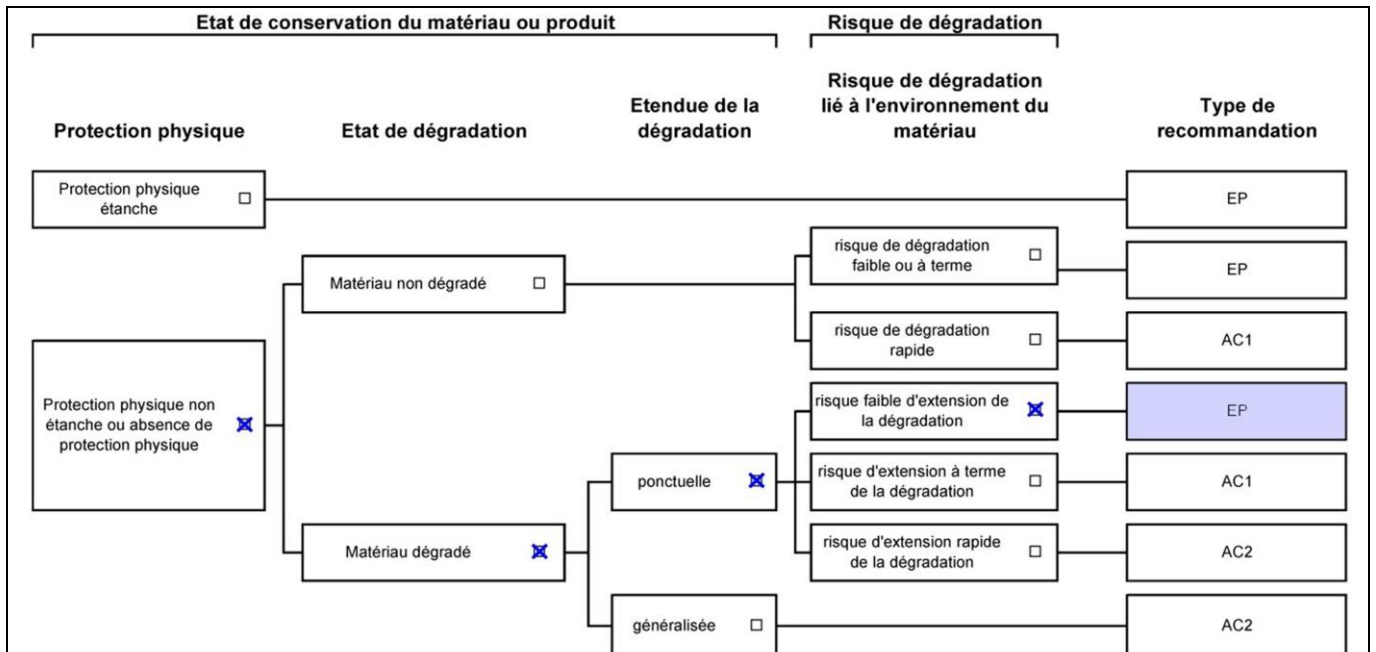 Etat de conservation du matériau ou produit
Risque de dégradation
Protection physique
Etat de dégradation
Etendue de la
dégradation
Risque de dégradation
lié à l'environnement du
matériau
Type de
recommandation
Protection physique
étanche
EP
Matériau non dégradé
risque de dégradation
faible ou à terme
EP
risque de dégradation
rapide
AC1
Protection physique non
étanche ou absence de
protection physique
risque faible d'extension de
la dégradation
EP
ponctuelle
risque d'extension à terme
de la dégradation
AC1
Matériau dégradé
risque d'extension rapide
de la dégradation
AC2
généralisée
AC2